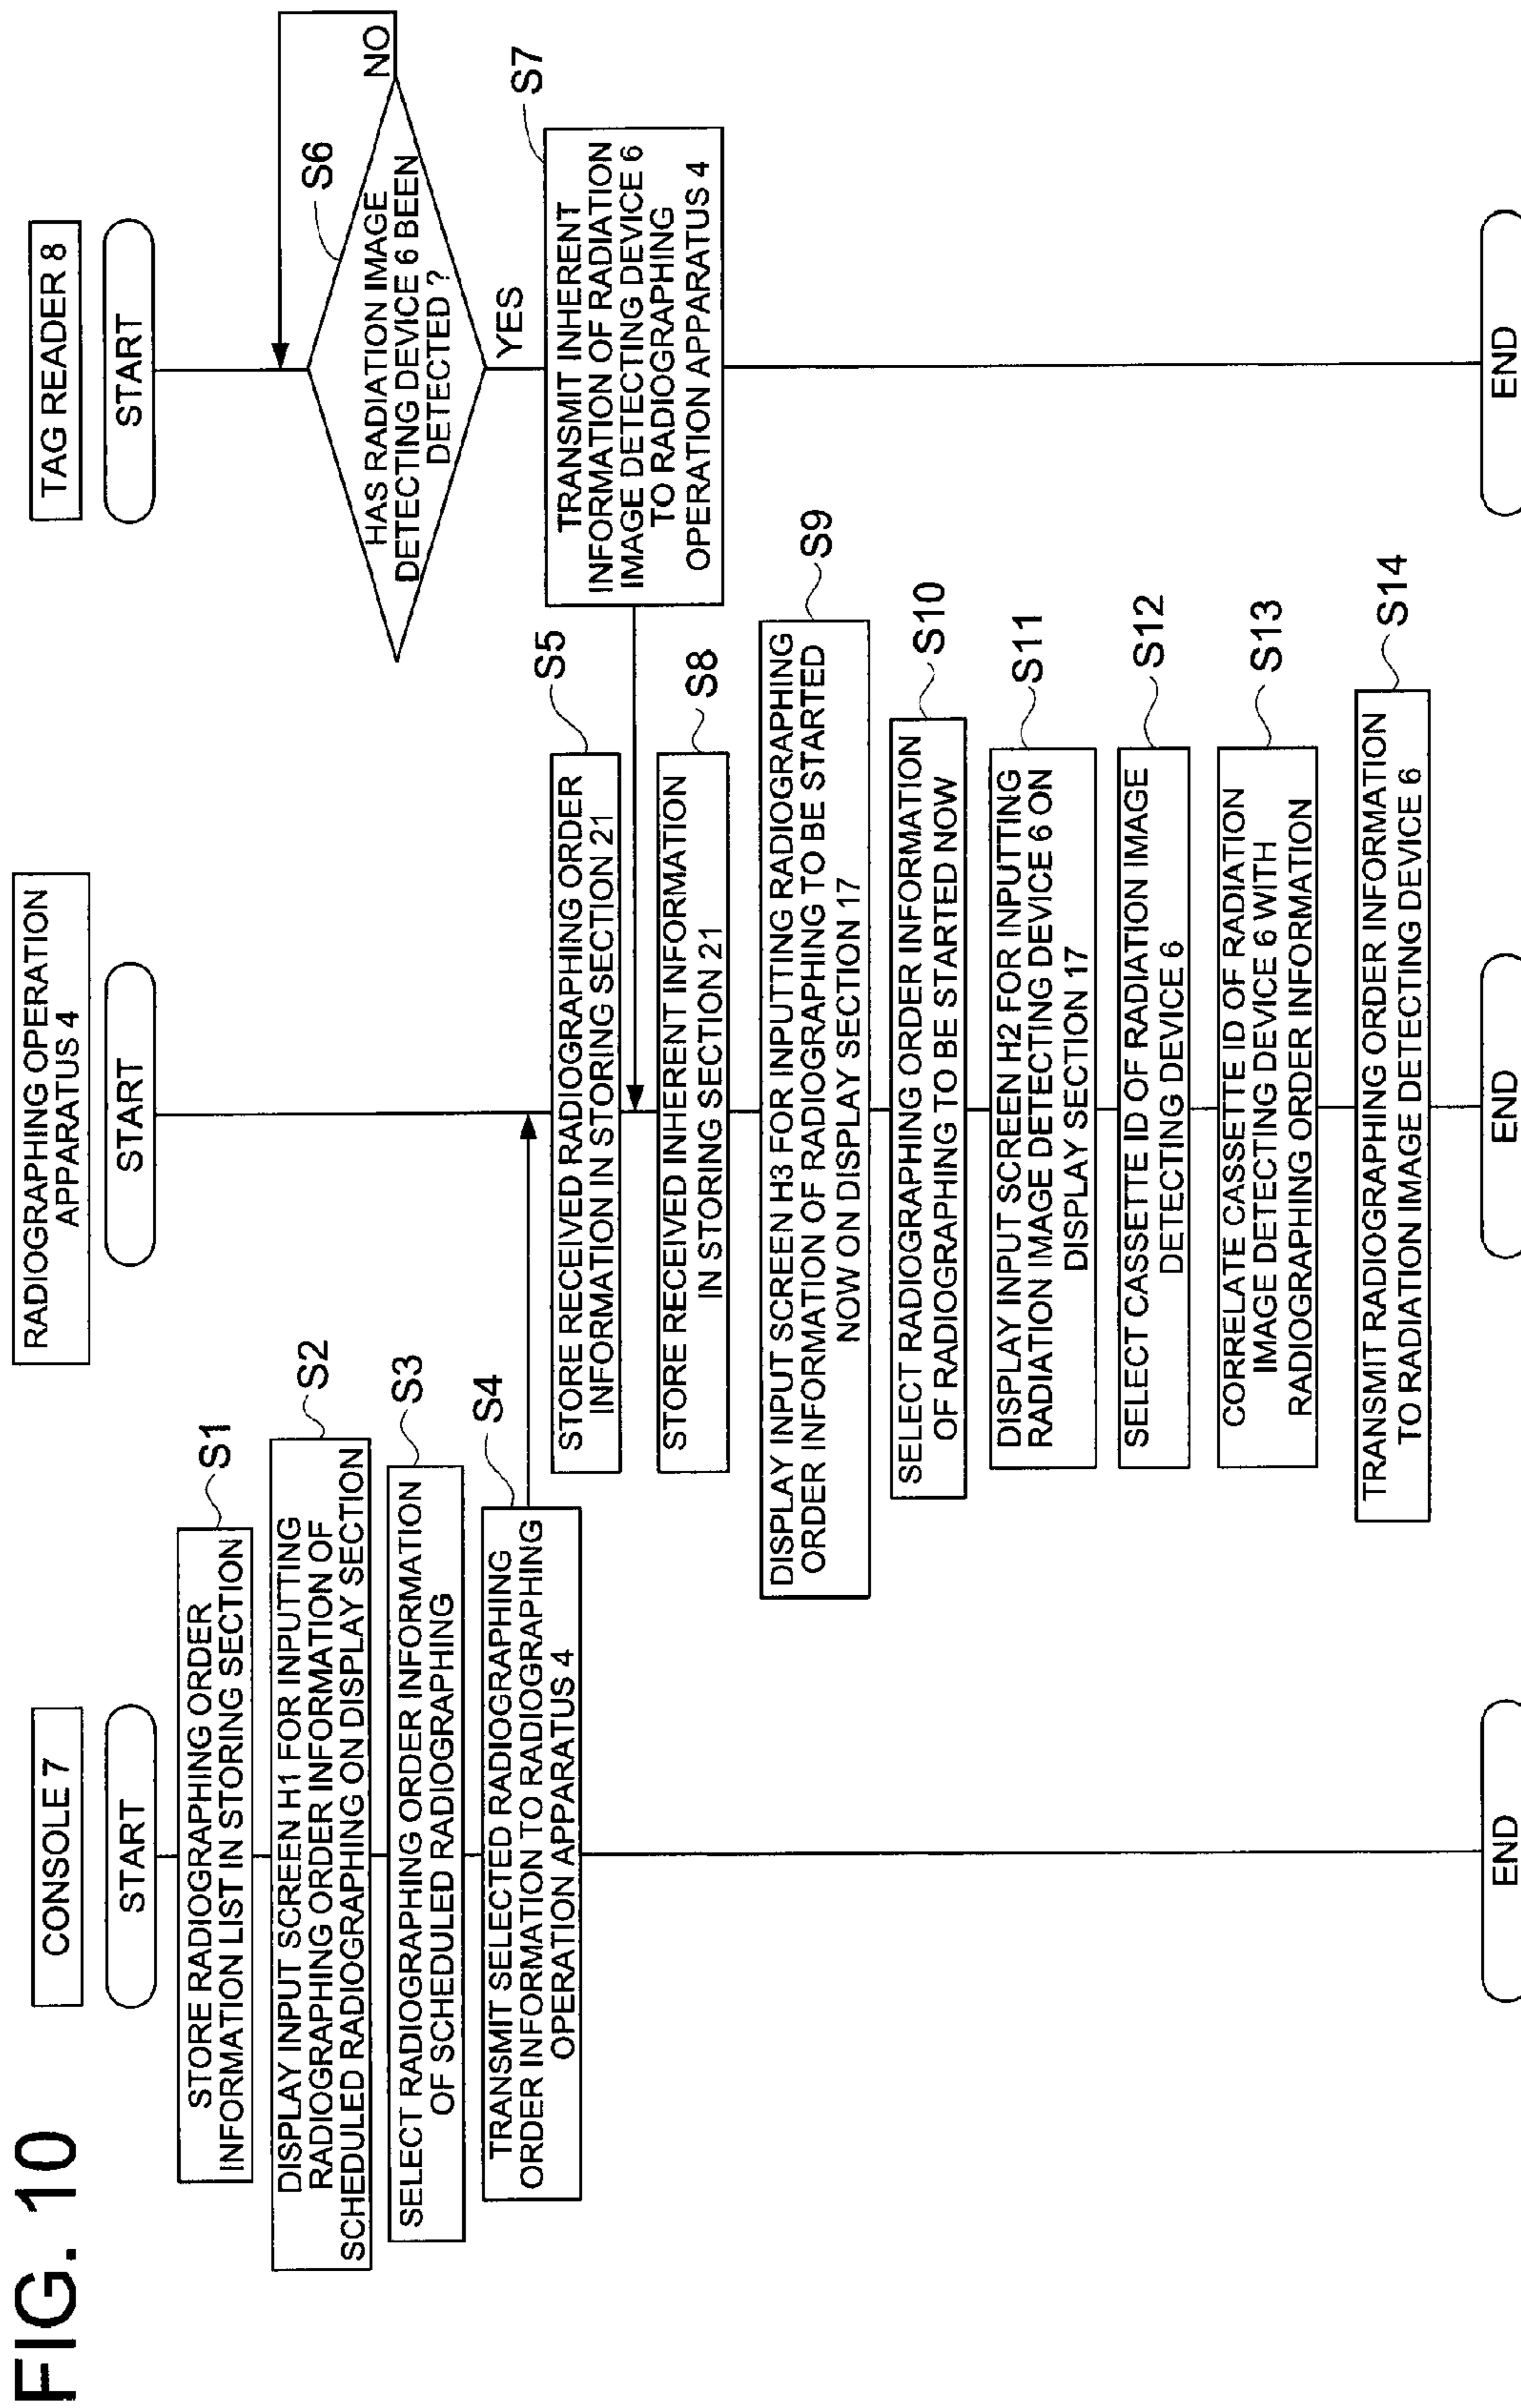 FIG. 10
CONSOLE 7
START
STORE RADIOGRAPHING ORDER
INFORMATION LIST IN STORING SECTION
S1
DISPLAY INPUT SCREEN H1 FOR INPUTTING
RADIOGRAPHING ORDER INFORMATION OF
SCHEDULED RADIOGRAPHING ON DISPLAY SECTION
S2
SELECT RADIOGRAPHING ORDER INFORMATION
OF SCHEDULED RADIOGRAPHING
S3
TRANSMIT SELECTED RADIOGRAPHING
ORDER INFORMATION TO RADIOGRAPHING
OPERATION APPARATUS 4
S4
END
RADIOGRAPHING OPERATION
APPARATUS 4
START
STORE RECEIVED RADIOGRAPHING ORDER
INFORMATION IN STORING SECTION 21
S5
STORE RECEIVED INHERENT INFORMATION
IN STORING SECTION 21
S8
DISPLAY INPUT SCREEN H3 FOR INPUTTING RADIOGRAPHING
ORDER INFORMATION OF RADIOGRAPHING TO BE STARTED
NOW ON DISPLAY SECTION 17
S9
SELECT RADIOGRAPHING ORDER INFORMATION
OF RADIOGRAPHING TO BE STARTED NOW
S10
DISPLAY INPUT SCREEN H2 FOR INPUTTING
RADIATION IMAGE DETECTING DEVICE 6 ON
DISPLAY SECTION 17
S11
SELECT CASSETTE ID OF RADIATION IMAGE
DETECTING DEVICE 6
S12
CORRELATE CASSETTE ID OF RADIATION
IMAGE DETECTING DEVICE 6 WITH
RADIOGRAPHING ORDER INFORMATION
S13
TRANSMIT RADIOGRAPHING ORDER INFORMATION
TO RADIATION IMAGE DETECTING DEVICE 6
S14
END
TAG READER 8
START
HAS RADIATION IMAGE
DETECTING DEVICE 6 BEEN
DETECTED ?
S6
NO
YES
TRANSMIT INHERENT
INFORMATION OF RADIATION
IMAGE DETECTING DEVICE 6
TO RADIOGRAPHING
OPERATION APPARATUS 4
S7
END